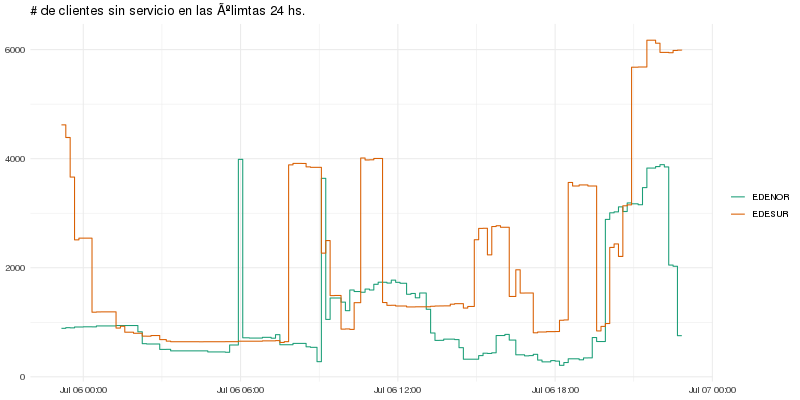 # de clientes sin servicio en las Ãºlimtas 24 hs.
6000
4000
2000
0
Jul 06 00:00
Jul 06 06:00
Jul 06 12:00
Jul 06 18:00
Jul 07 00:00
EDENOR
EDESUR